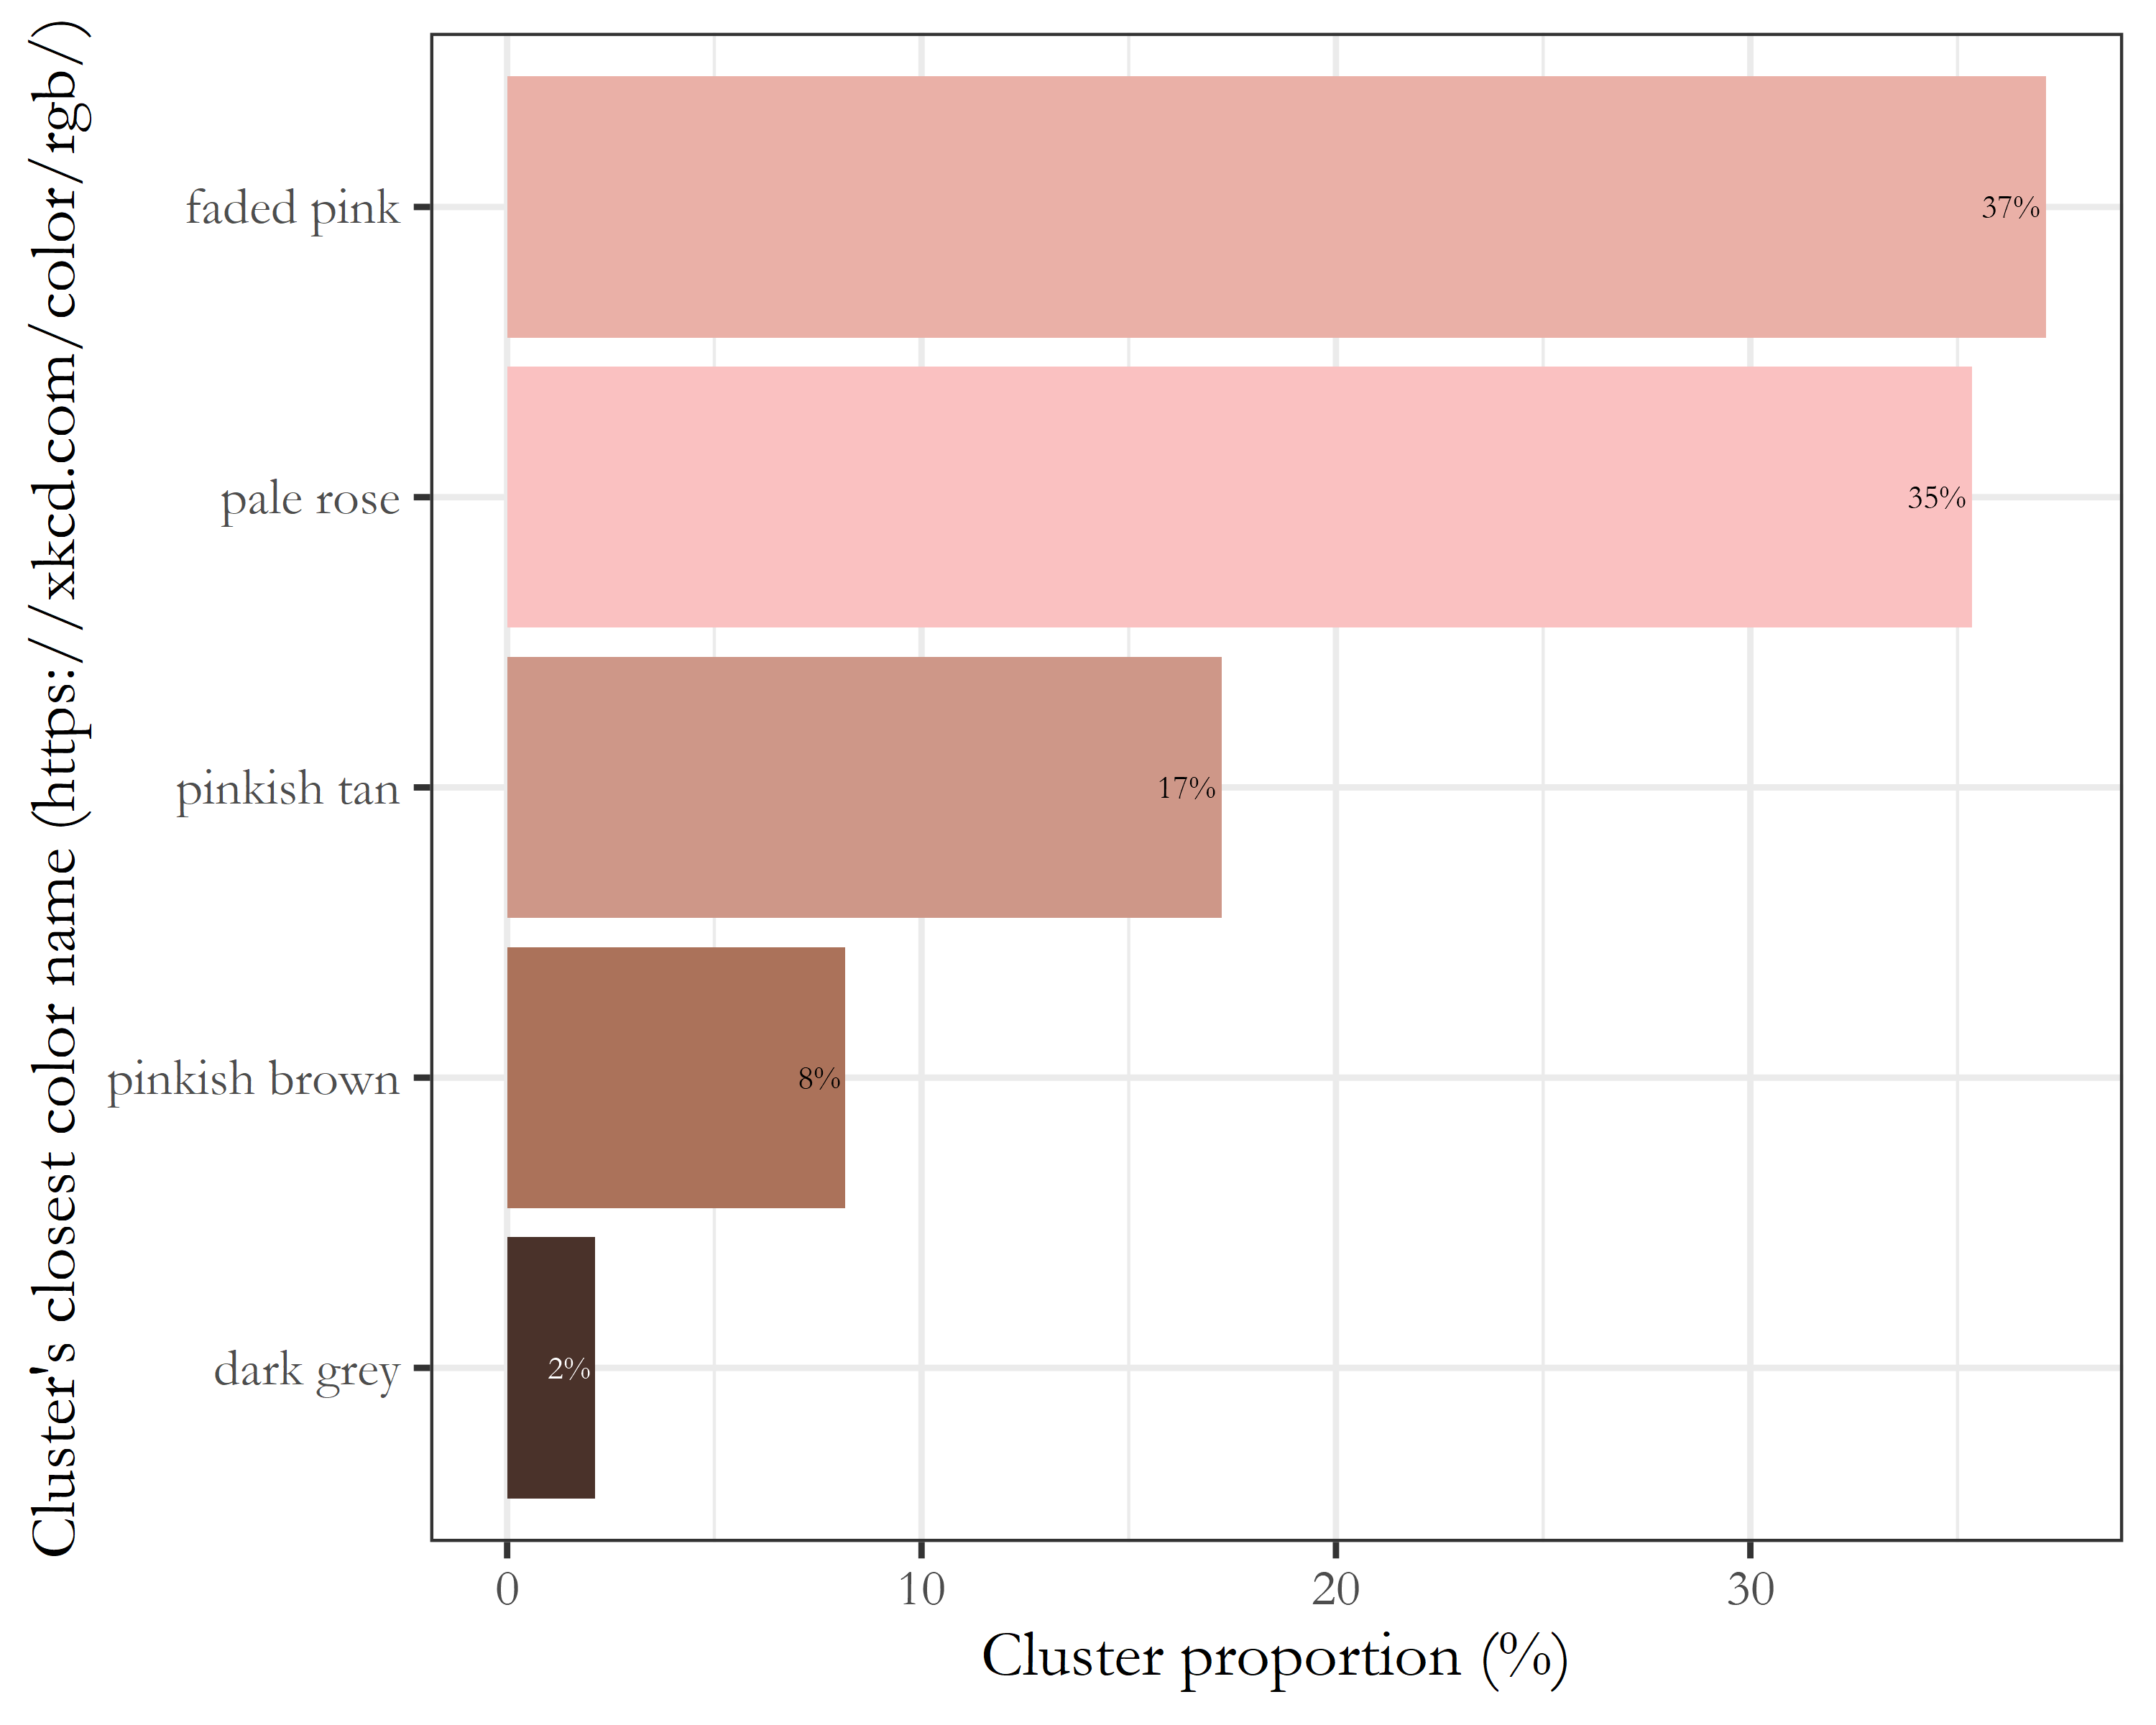 Cluster's closest color name (https://xkcd.com/color/rgb/)
faded pink
37%
pale rose
35%
pinkish tan
17%
pinkish brown
8%
dark grey
2%
0 10 20 30
Cluster proportion (%)